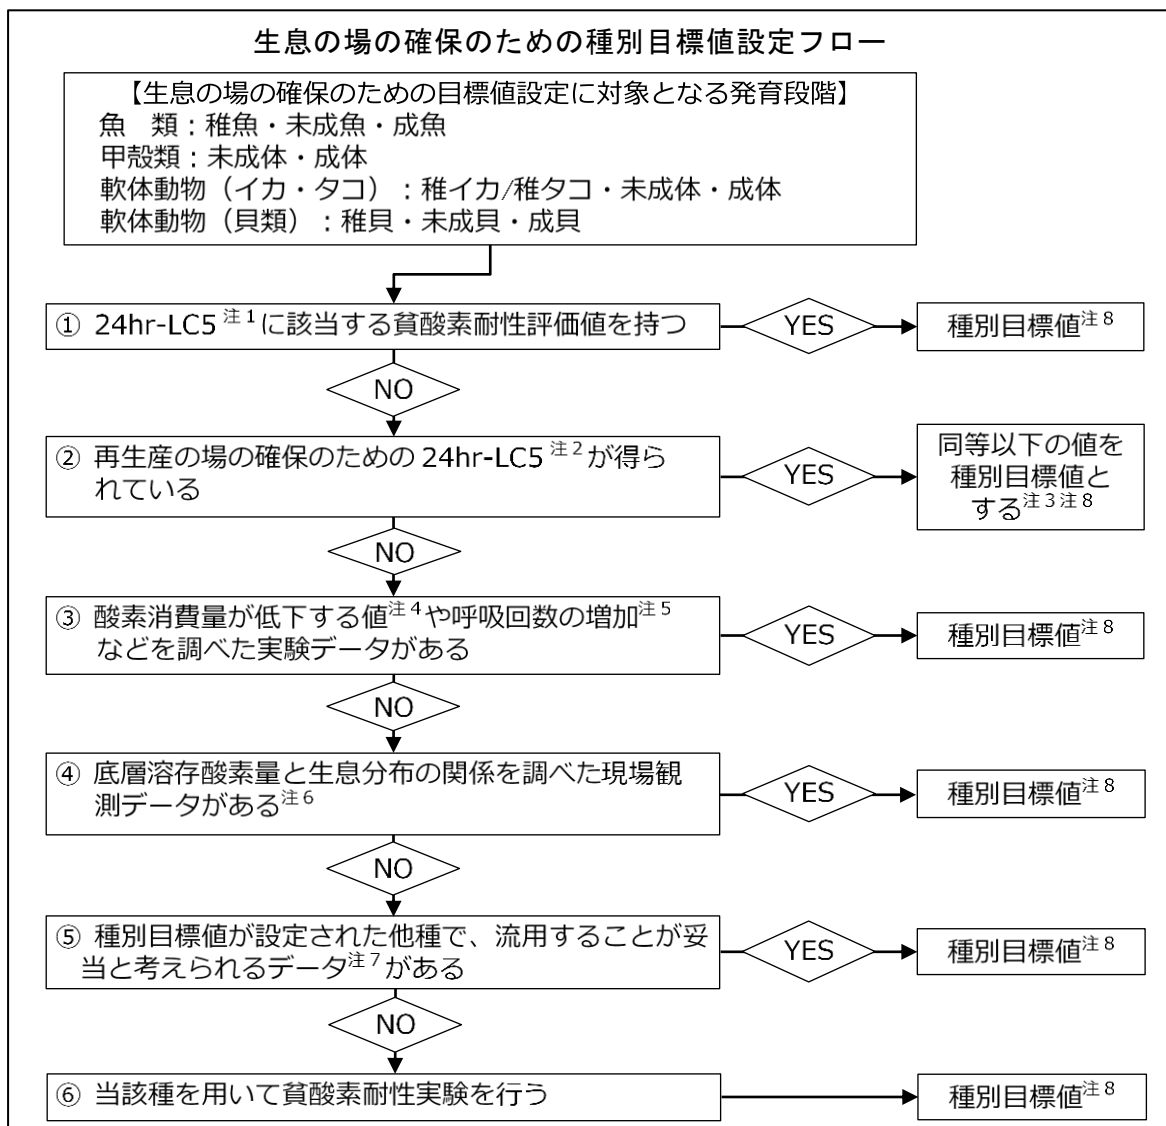 生息の場の確保のための種別目標値設定フロー
【生息の場の確保のための目標値設定に対象となる発育段階】
魚　類：稚魚・未成魚・成魚
甲殻類：未成体・成体
軟体動物（イカ・タコ）：稚イカ/稚タコ・未成体・成体
軟体動物（貝類）：稚貝・未成貝・成貝
① 24hr-LC5注１に該当する貧酸素耐性評価値を持つ
YES
種別目標値注８
NO
② 再生産の場の確保のための 24hr-LC5注２が得ら
れている
YES
同等以下の値を
種別目標値と
する注３注８
NO
③ 酸素消費量が低下する値注４や呼吸回数の増加注５
などを調べた実験データがある
YES
種別目標値注８
NO
④ 底層溶存酸素量と生息分布の関係を調べた現場観
測データがある注６
YES
種別目標値注８
NO
⑤ 種別目標値が設定された他種で、流用することが妥
当と考えられるデータ注７がある
YES
種別目標値注８
NO
⑥ 当該種を用いて貧酸素耐性実験を行う
種別目標値注８